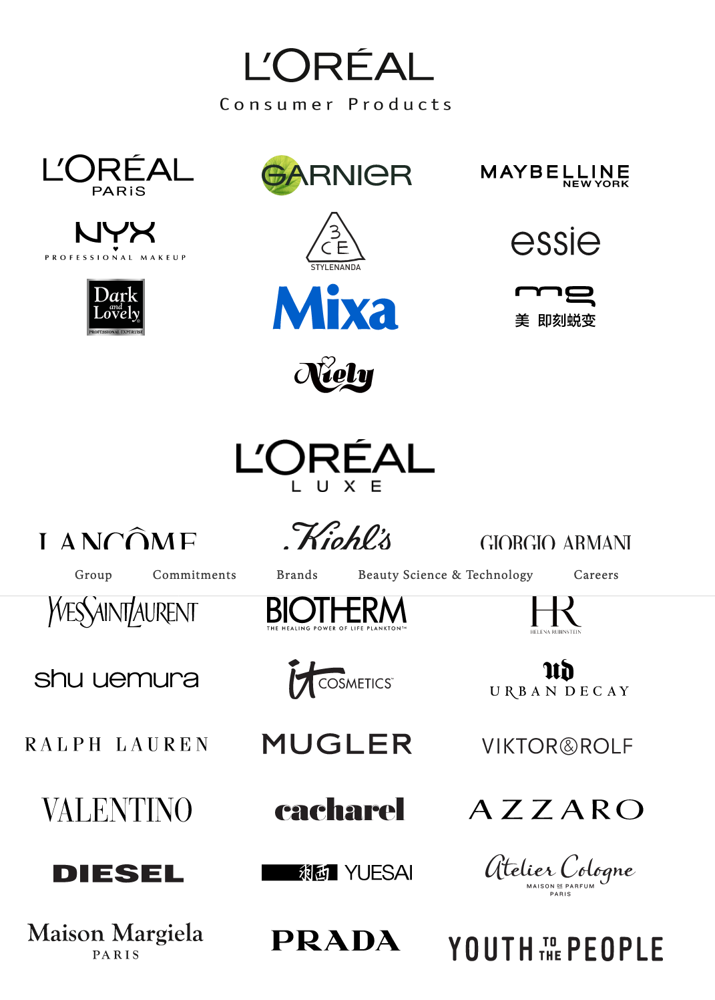 L'ORÉAL
Consumer Products
L'ORÉAL
PARiS
GARNIER
MAYBELLINE
NEW YORK
NYX
PROFESSIONAL MAKEUP
3
CE
STYLENANDA
essie
Dark
and
Lovely®
PROFESSIONAL EXPERTISE
Mixa
mg
美 即刻蜕变
Niely
L'ORÉAL
LUXE
LANCÔME
Kiehl's
GIORGIO ARMANI
Group
Commitments
Brands
Beauty Science & Technology
Careers
YVESSAINTLAURENT
BIOTHERM
THE HEALING POWER OF LIFE PLANKTON™
HR
HELENA RUBINSTEIN
shu uemura
it COSMETICS™
ud
URBAN DECAY
RALPH LAUREN
MUGLER
VIKTOR&ROLF
VALENTINO
cacharel
AZZARO
DIESEL
羽西 YUESAI
Atelier Cologne
MAISON DE PARFUM
PARIS
Maison Margiela
PARIS
PRADA
YOUTH TO THE PEOPLE